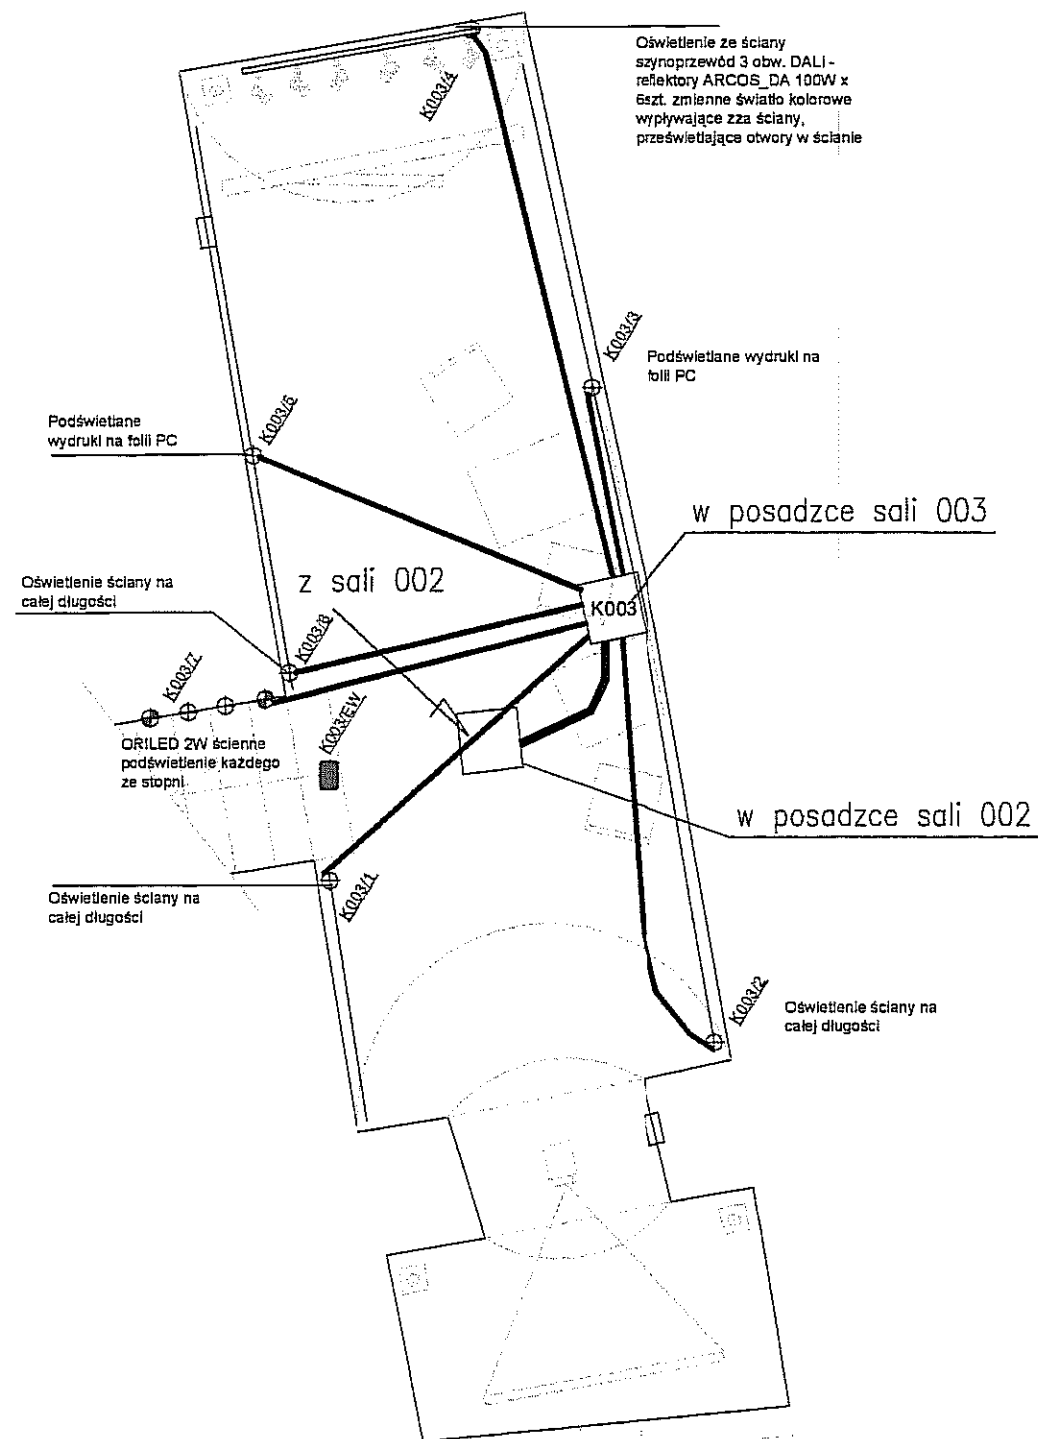 Oświetlenie ze ściany
szynoprzewód 3 obw. DALI -
reflektory ARCOS_DA 100W x
6szt. zmienne światło kolorowe
wypływające zza ściany,
prześwietlające otwory w ścianie
K003/4
K003/3
Podświetlane wydruki na
folii PC
Podświetlane
wydruki na folii PC
K003/5
w posadzce sali 003
Oświetlenie ściany na
całej długości
z sali 002
K003
K003/6
K003/7
K003/EW
ORILED 2W ścienne
podświetlenie każdego
ze stopni
w posadzce sali 002
Oświetlenie ściany na
całej długości
K003/1
K003/2
Oświetlenie ściany na
całej długości